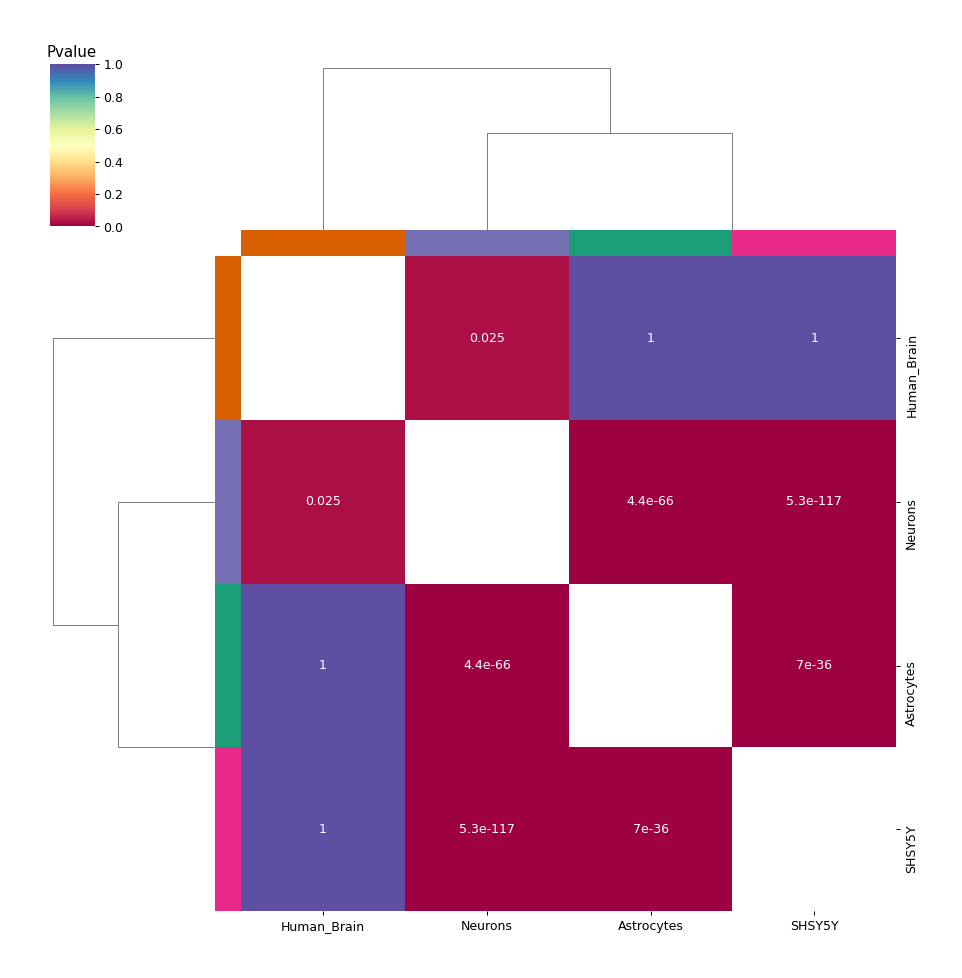 Pvalue
1.0
0.8
0.6
0.4
0.2
0.0
0.025 1 1
Human_Brain
0.025 4.4e-66 5.3e-117
Neurons
1 4.4e-66 7e-36
Astrocytes
1 5.3e-117 7e-36
SHSY5Y
Human_Brain Neurons Astrocytes SHSY5Y